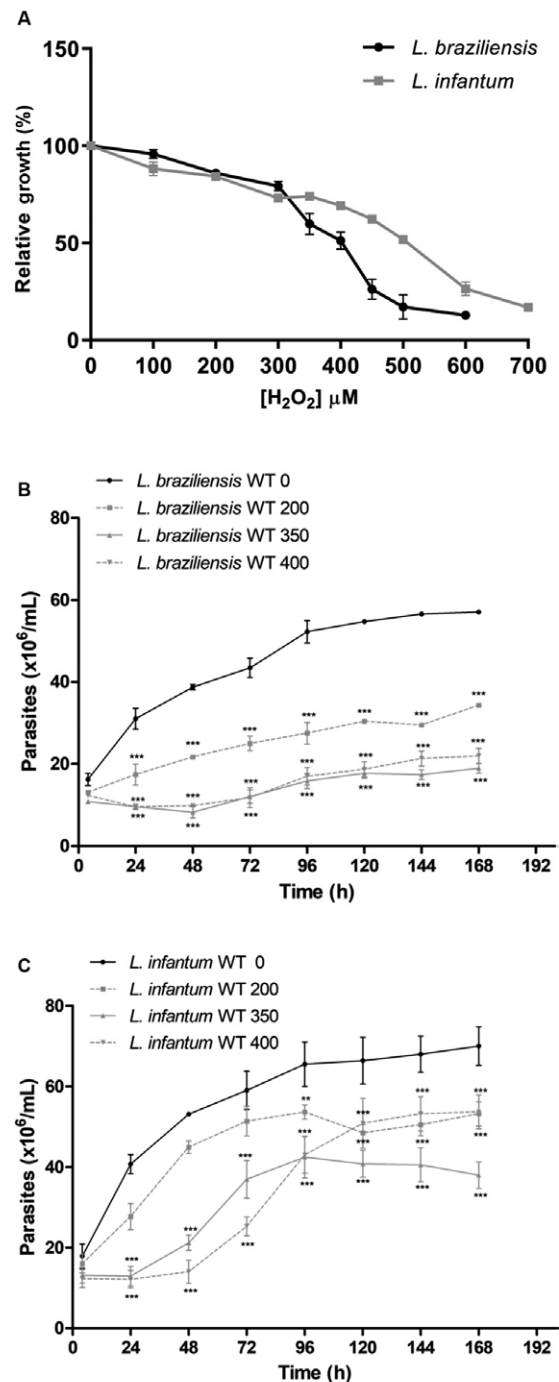 A
150
100
50
0
Relative growth (%)
L. braziliensis
L. infantum
0 100 200 300 400 500 600 700
[H₂O₂] μM
B
L. braziliensis WT 0
L. braziliensis WT 200
L. braziliensis WT 350
L. braziliensis WT 400
80
60
40
20
0
Parasites (x10⁶/mL)
*** *** *** *** *** *** ***
*** *** *** *** *** *** ***
*** *** *** *** *** *** ***
0 24 48 72 96 120 144 168 192
Time (h)
C
L. infantum WT 0
L. infantum WT 200
L. infantum WT 350
L. infantum WT 400
80
60
40
20
0
Parasites (x10⁶/mL)
** *** *** ***
*** *** *** *** *** *** ***
*** *** *** *** *** *** ***
0 24 48 72 96 120 144 168 192
Time (h)